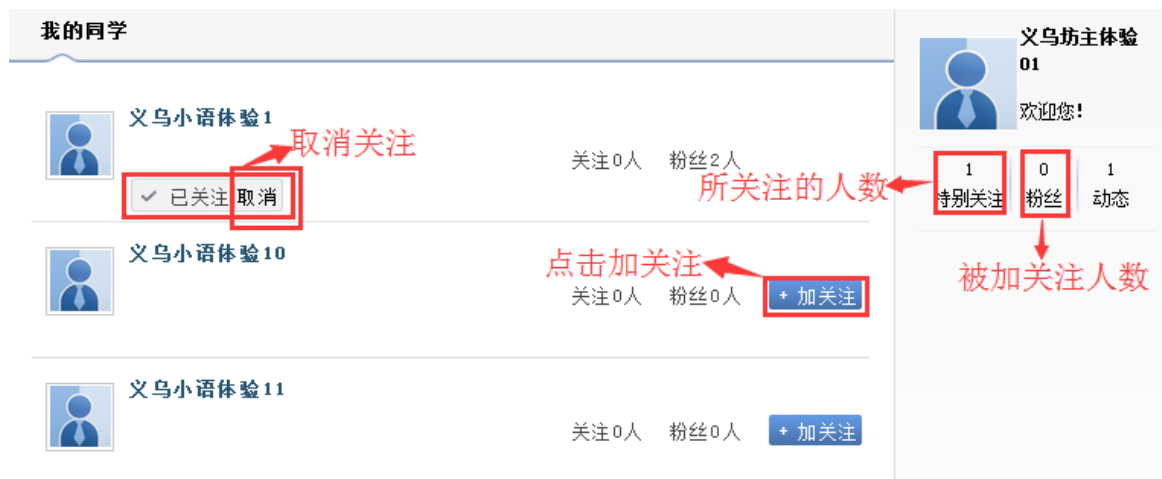 我的同学
义乌小语体验1
取消关注
关注0人 粉丝2人
✓ 已关注 取消
义乌小语体验10
点击加关注
关注0人 粉丝0人 + 加关注
义乌小语体验11
关注0人 粉丝0人 + 加关注
义乌坊主体验
01
欢迎您!
1 0 1
特别关注 粉丝 动态
所关注的人数
被加关注人数